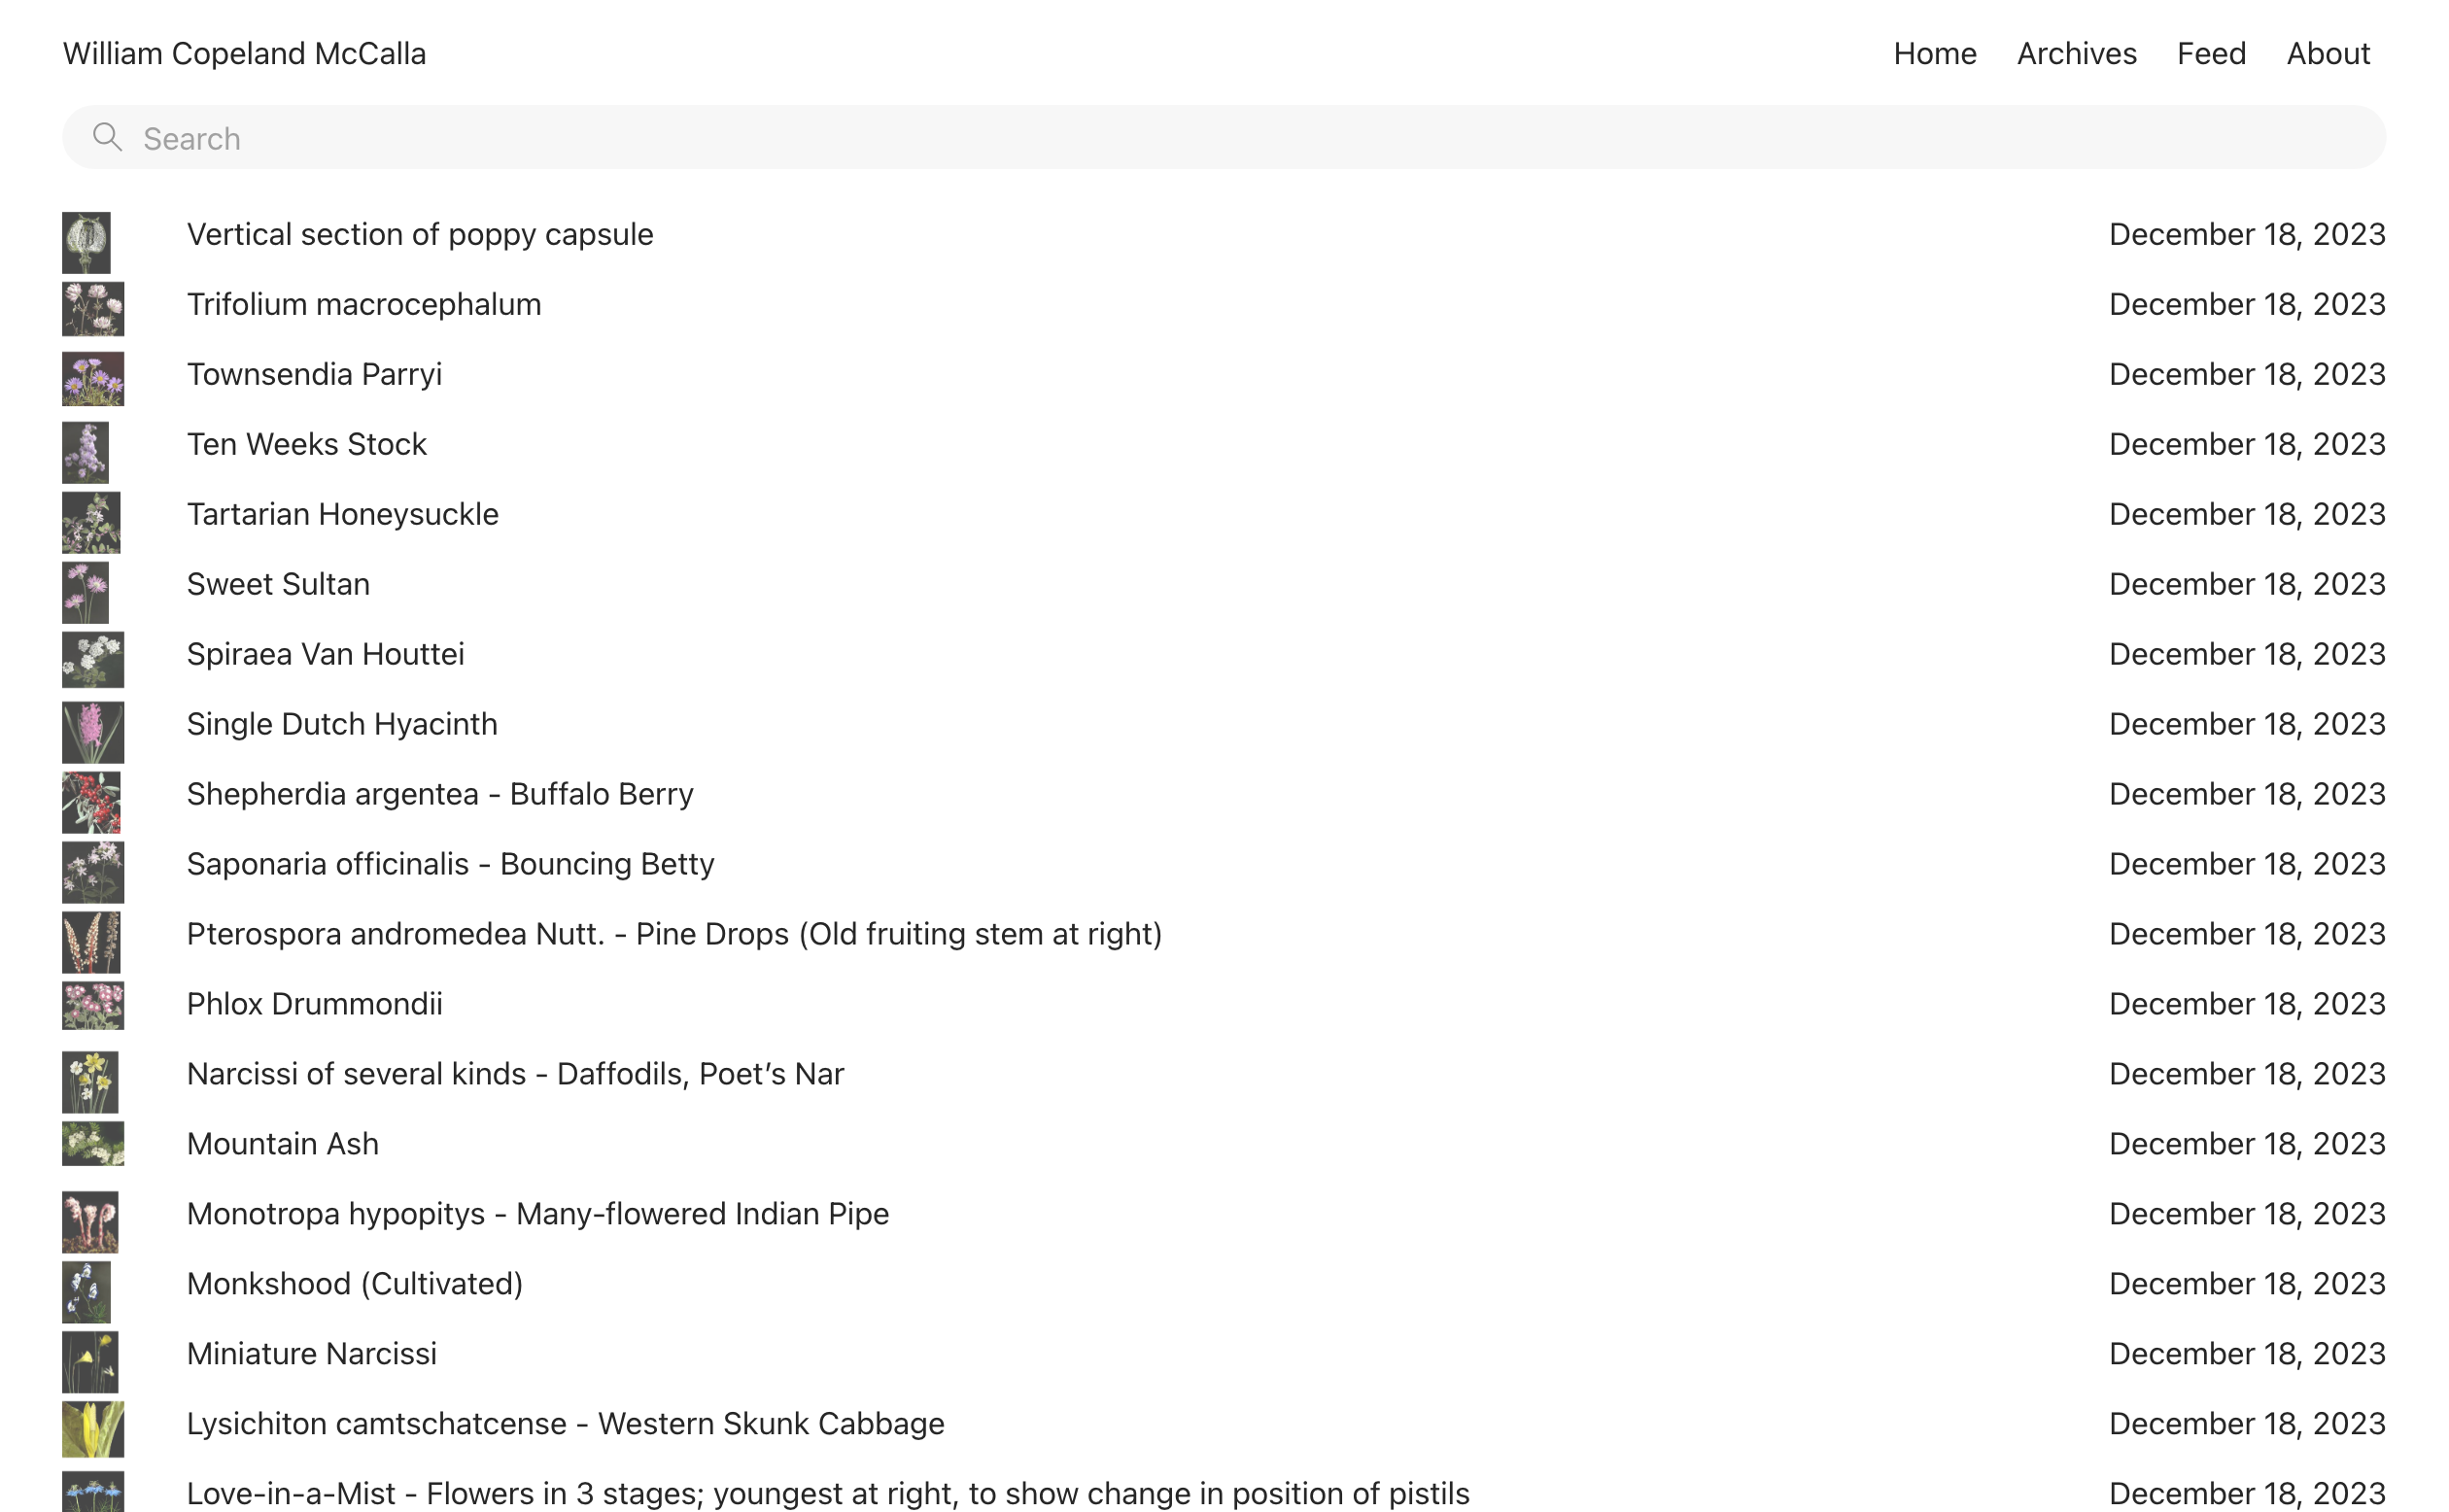 William Copeland McCalla Home Archives Feed About
Search
Vertical section of poppy capsule December 18, 2023
Trifolium macrocephalum December 18, 2023
Townsendia Parryi December 18, 2023
Ten Weeks Stock December 18, 2023
Tartarian Honeysuckle December 18, 2023
Sweet Sultan December 18, 2023
Spiraea Van Houttei December 18, 2023
Single Dutch Hyacinth December 18, 2023
Shepherdia argentea - Buffalo Berry December 18, 2023
Saponaria officinalis - Bouncing Betty December 18, 2023
Pterospora andromedea Nutt. - Pine Drops (Old fruiting stem at right) December 18, 2023
Phlox Drummondii December 18, 2023
Narcissi of several kinds - Daffodils, Poet’s Nar December 18, 2023
Mountain Ash December 18, 2023
Monotropa hypopitys - Many-flowered Indian Pipe December 18, 2023
Monkshood (Cultivated) December 18, 2023
Miniature Narcissi December 18, 2023
Lysichiton camtschatcense - Western Skunk Cabbage December 18, 2023
Love-in-a-Mist - Flowers in 3 stages; youngest at right, to show change in position of pistils December 18, 2023